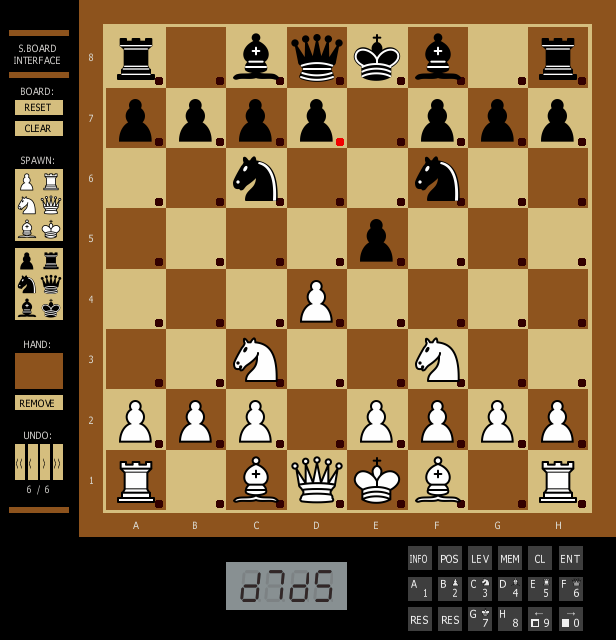 S.BOARD
INTERFACE
BOARD:
RESET
CLEAR
SPAWN:
HAND:
REMOVE
UNDO:
⟨⟨ ⟨ ⟩ ⟩⟩
6 / 6
8
7
6
5
4
3
2
1
A B C D E F G H
d7d5
INFO POS LEV MEM CL ENT
A 1 B 2 C 3 D 4 E 5 F 6
RES RES G 7 H 8 ← 9 → 0